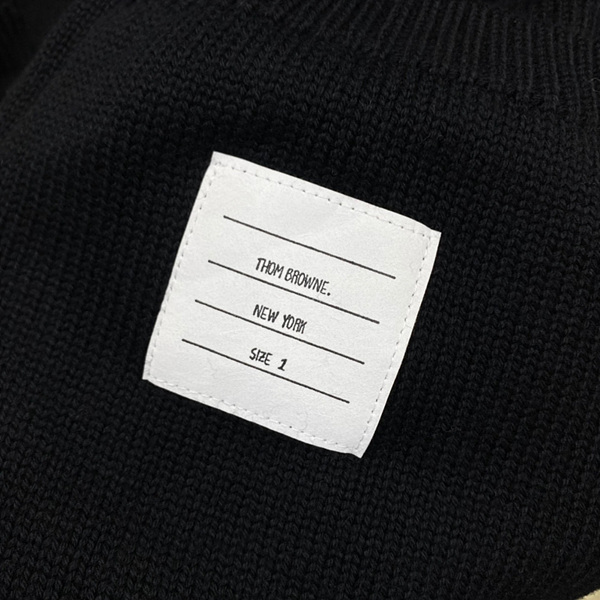 THOM BROWNE.
NEW YORK
SIZE 1